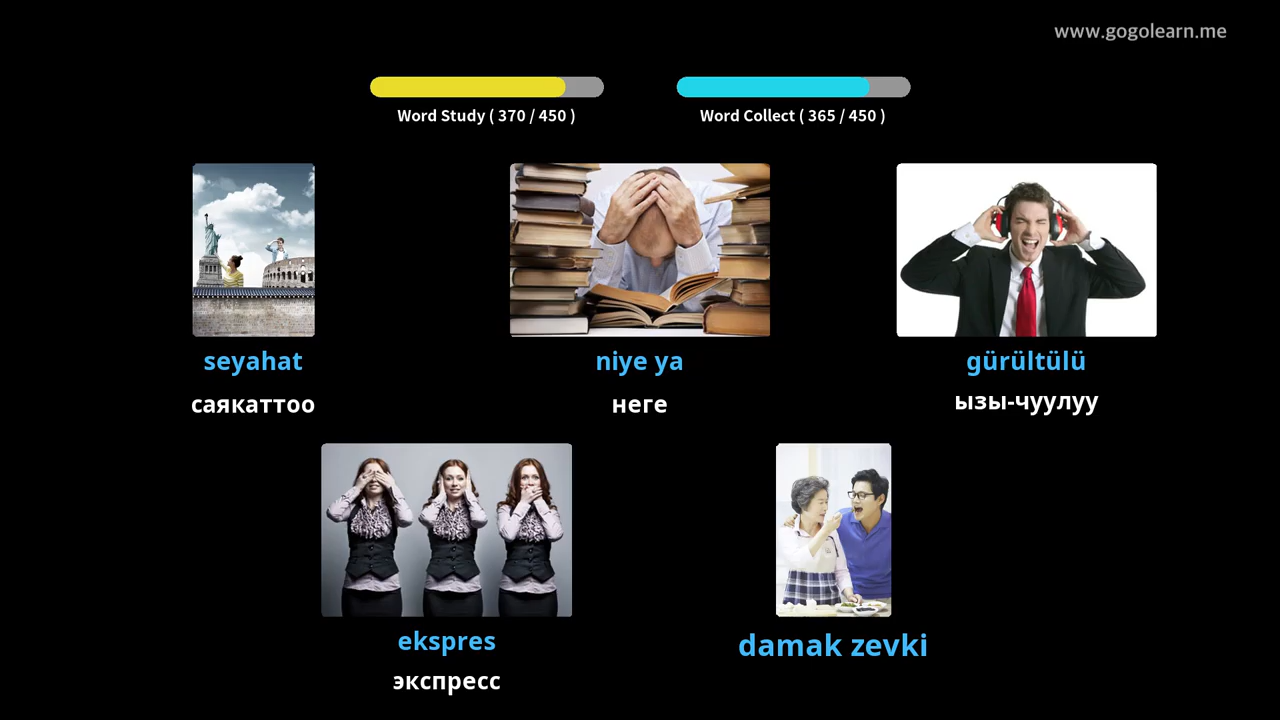 www.gogolearn.me
Word Study ( 370 / 450 )
Word Collect ( 365 / 450 )
seyahat
саякаттоо
niye ya
неге
gürültülü
ызы-чуулуу
ekspres
экспресс
damak zevki